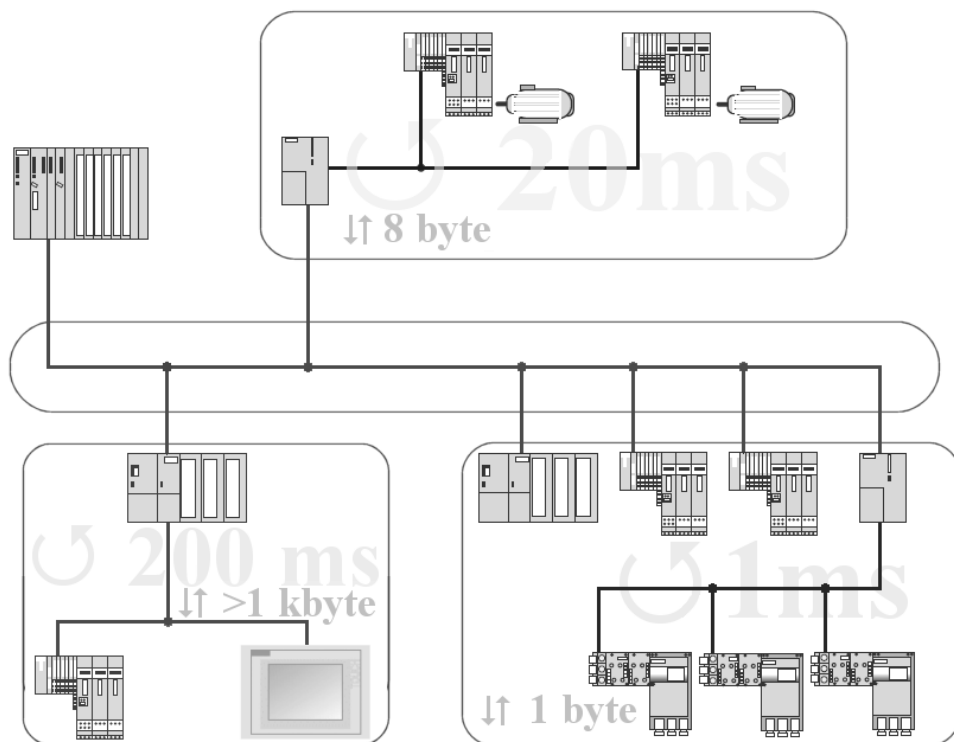 20ms
↓↑ 8 byte
200 ms
↓↑ >1 kbyte
1ms
↓↑ 1 byte